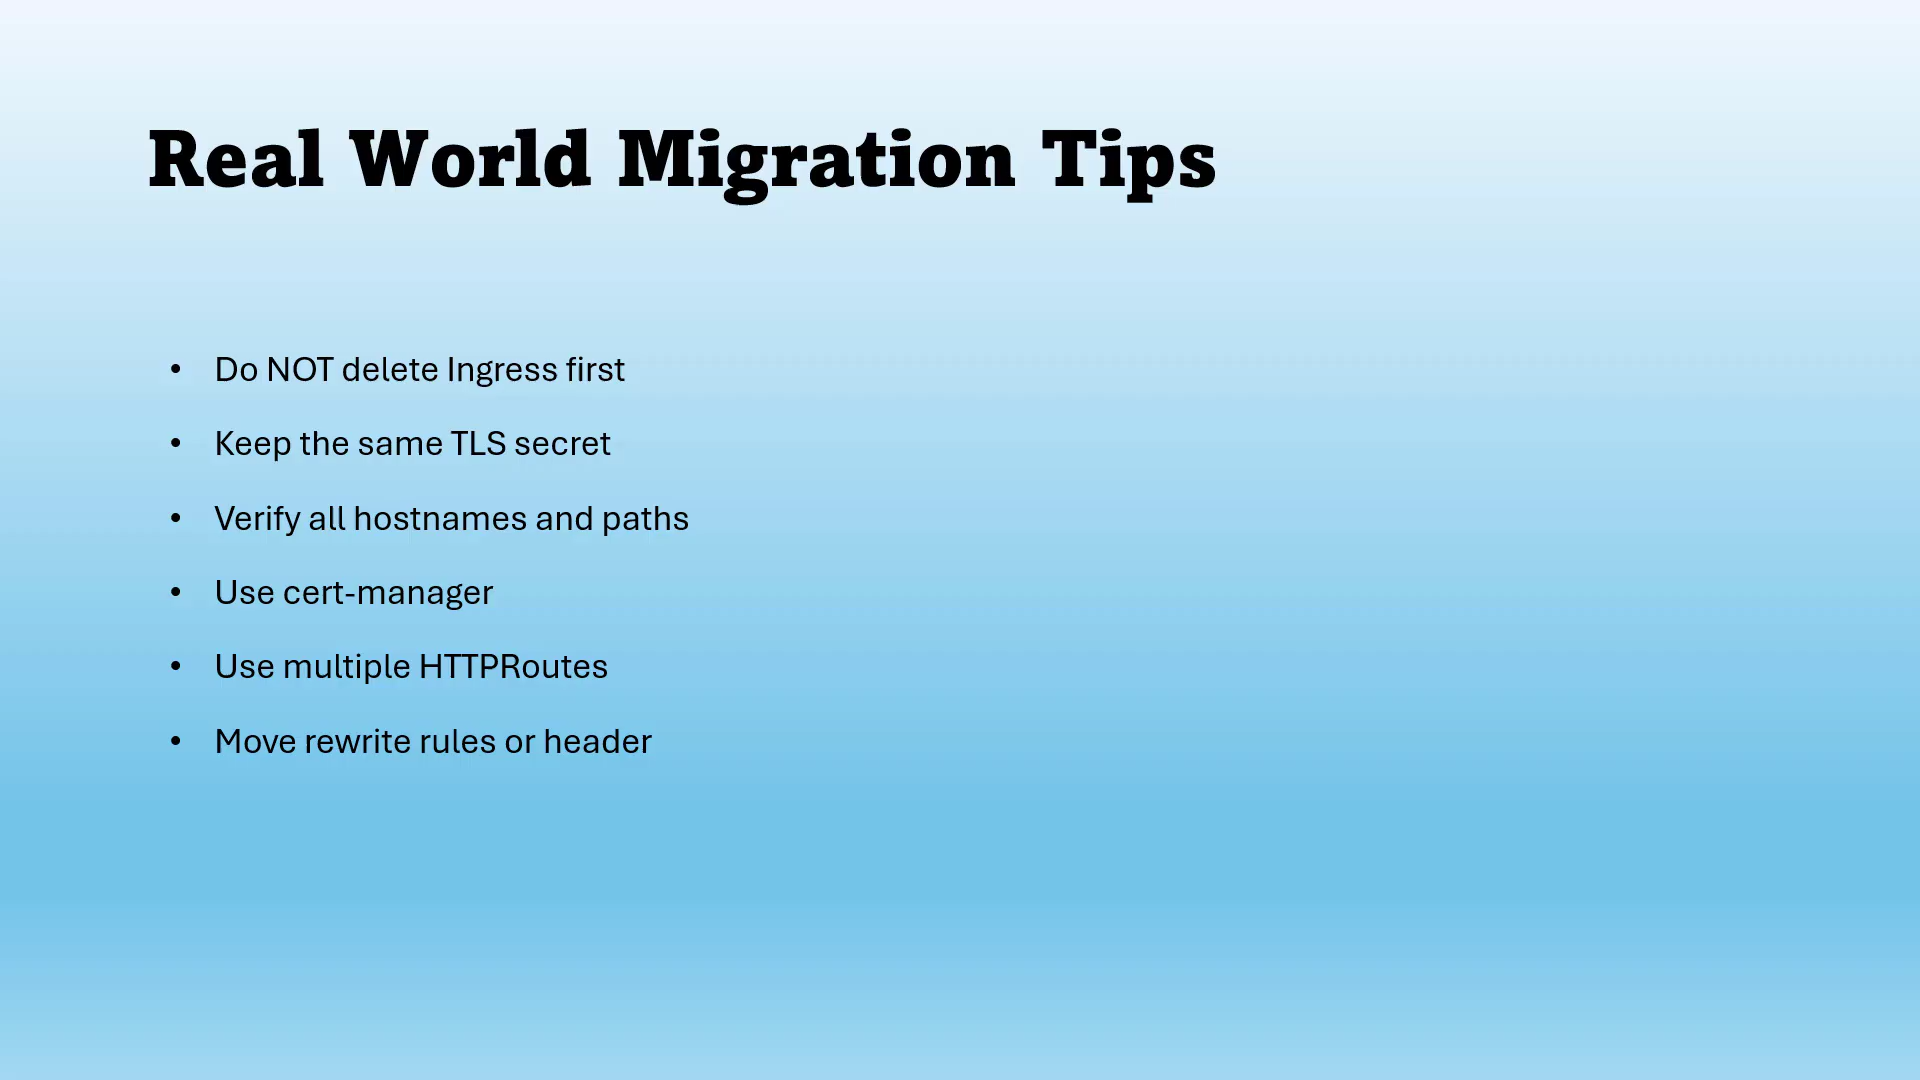 Real World Migration Tips
• Do NOT delete Ingress first
• Keep the same TLS secret
• Verify all hostnames and paths
• Use cert-manager
• Use multiple HTTPRoutes
• Move rewrite rules or header